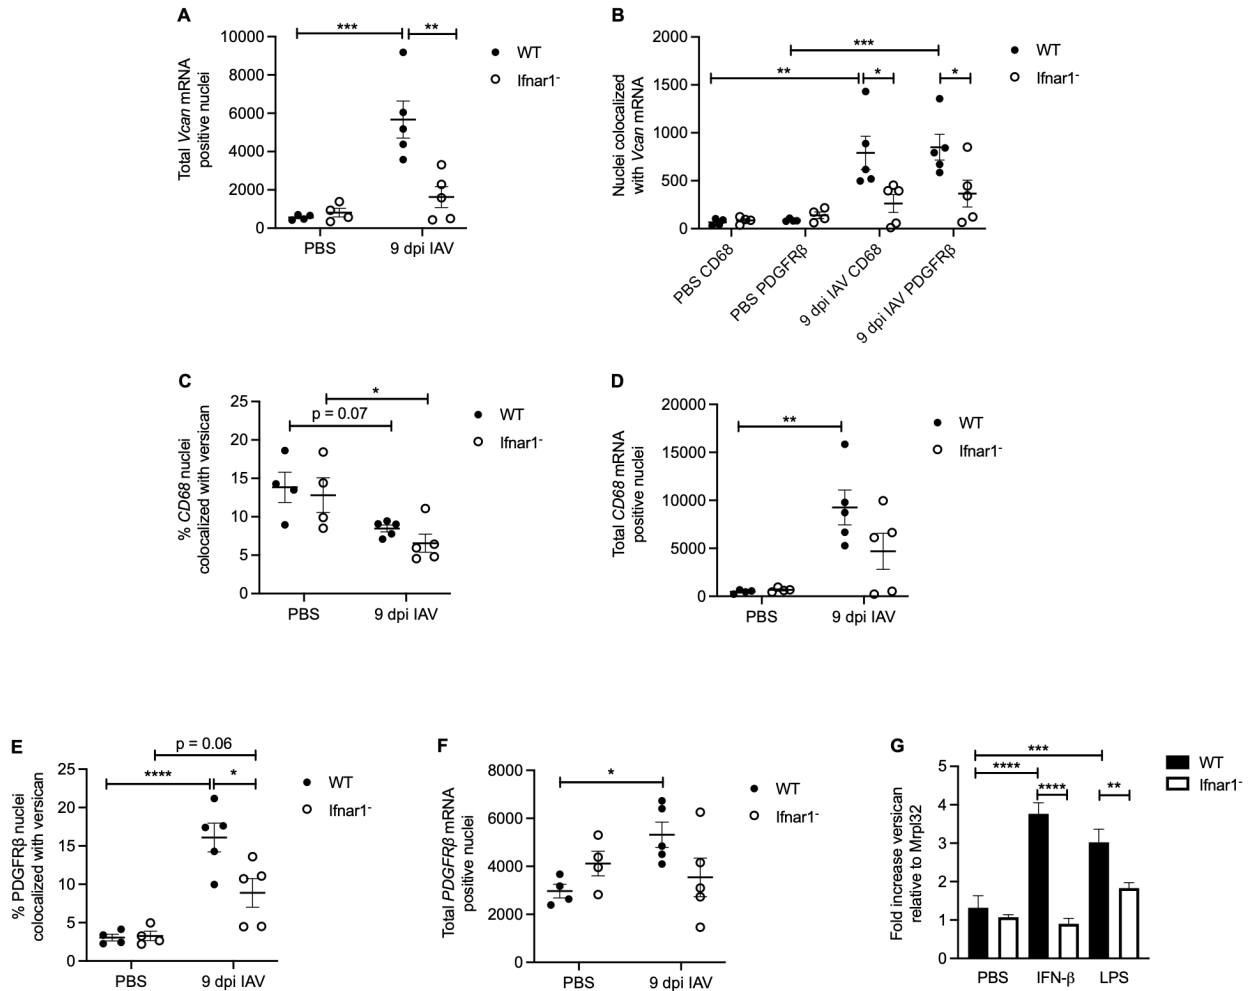 A
Total Vcan mRNA
positive nuclei
10000
8000
6000
4000
2000
0
***
**
PBS
9 dpi IAV
WT
Ifnar1-
B
Nuclei colocalized
with Vcan mRNA
2000
1500
1000
500
0
***
**
*
*
PBS CD68
PBS PDGFRβ
9 dpi IAV CD68
9 dpi IAV PDGFRβ
WT
Ifnar1-
C
% CD68 nuclei
colocalized with versican
25
20
15
10
5
0
*
p = 0.07
PBS
9 dpi IAV
WT
Ifnar1-
D
Total CD68 mRNA
positive nuclei
20000
15000
10000
5000
0
**
PBS
9 dpi IAV
WT
Ifnar1-
E
% PDGFRβ nuclei
colocalized with versican
25
20
15
10
5
0
p = 0.06
****
*
PBS
9 dpi IAV
WT
Ifnar1-
F
Total PDGFRβ mRNA
positive nuclei
8000
6000
4000
2000
0
*
PBS
9 dpi IAV
WT
Ifnar1-
G
Fold increase versican
relative to Mrpl32
5
4
3
2
1
0
***
****
****
**
PBS
IFN-β
LPS
WT
Ifnar1-